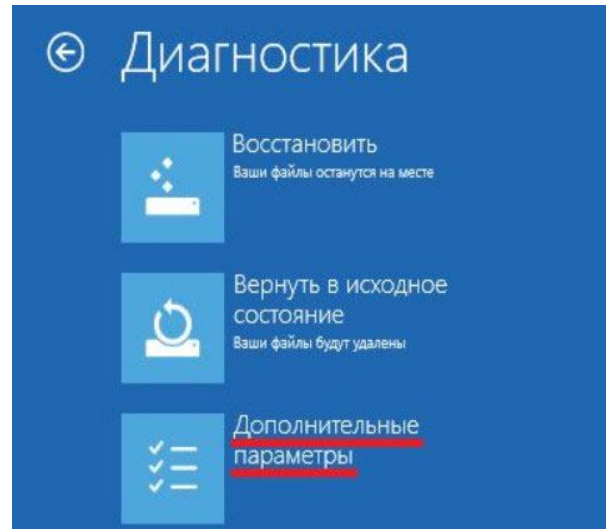 Диагностика
Восстановить
Ваши файлы останутся на месте
Вернуть в исходное
состояние
Ваши файлы будут удалены
Дополнительные
параметры